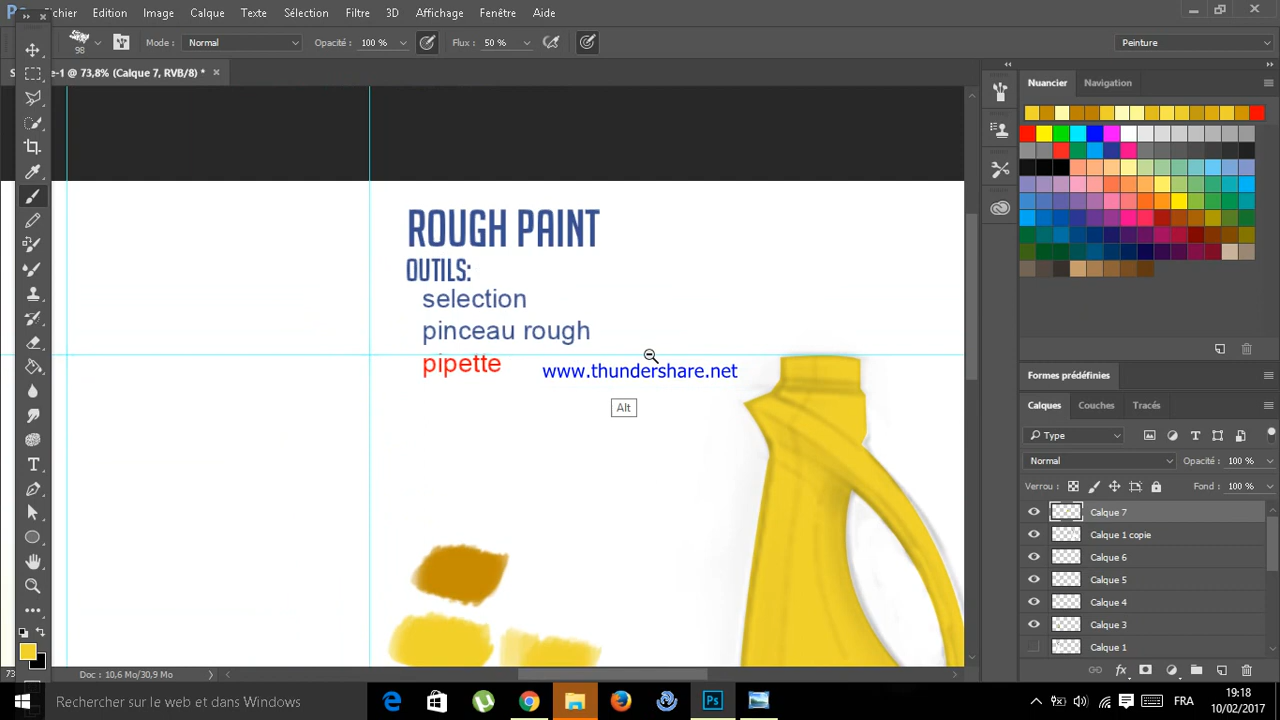 Fichier Edition Image Calque Texte Sélection Filtre 3D Affichage Fenêtre Aide
98 Mode : Normal Opacité : 100 % Flux : 50 % Peinture
e-1 @ 73,8% (Calque 7, RVB/8) * ×
Nuancier Navigation
ROUGH PAINT
OUTILS:
selection
pinceau rough
pipette
www.thundershare.net
Alt
Formes prédéfinies
Calques Couches Tracés
Type
Normal Opacité : 100 %
Verrou : Fond : 100 %
Calque 7
Calque 1 copie
Calque 6
Calque 5
Calque 4
Calque 3
Calque 1
Doc : 10,6 Mo/30,9 Mo
Rechercher sur le web et dans Windows
Ps
FRA
19:18
10/02/2017